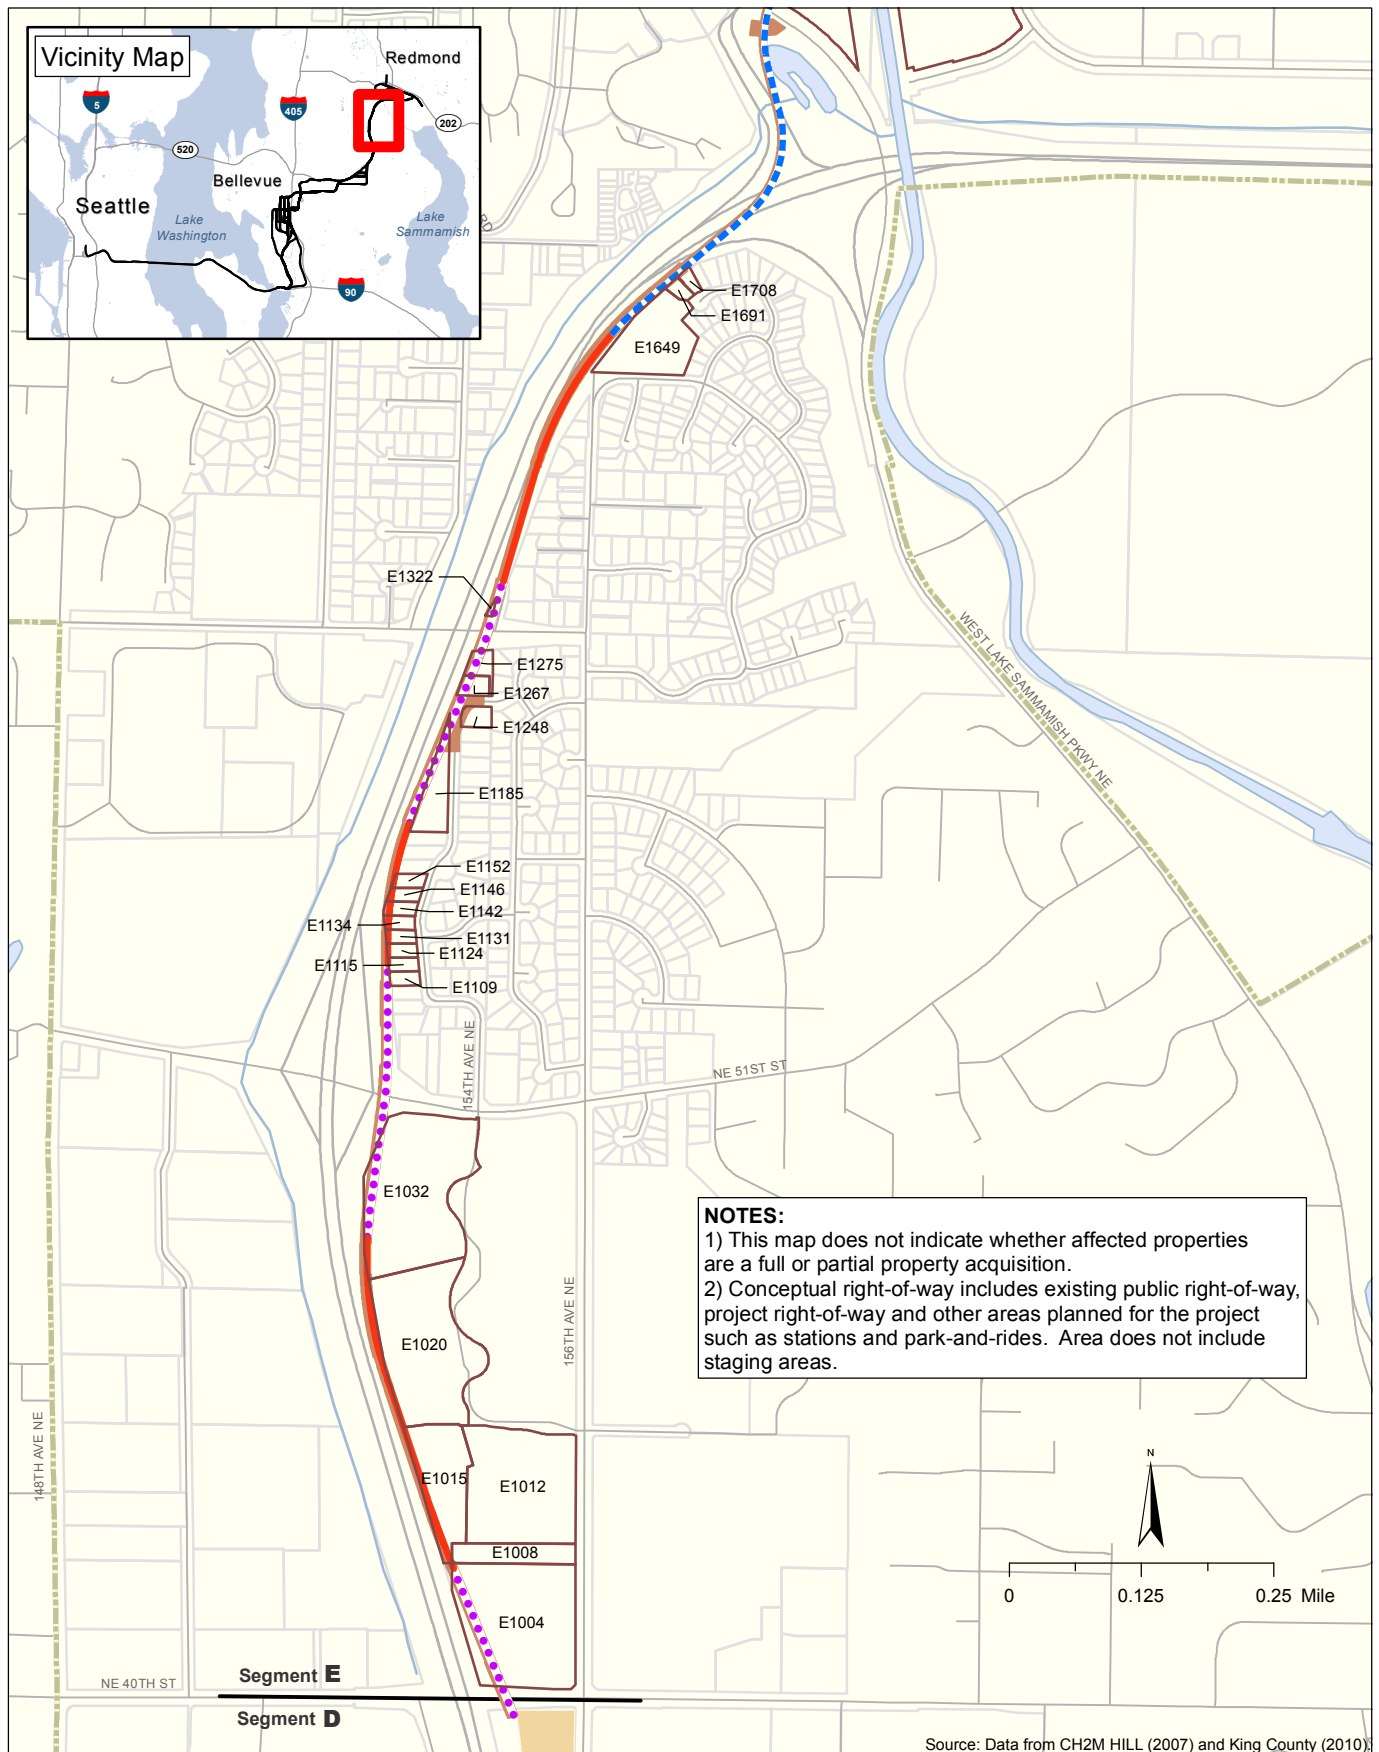 Vicinity Map
Redmond
5
405
202
520
Bellevue
Seattle
Lake
Washington
Lake
Sammamish
90
RD
E1708
E1691
E1649
E1322
E1275
E1267
E1248
E1185
WEST LAKE SAMMAMISH PKWY NE
E1152
E1146
E1142
E1134
E1131
E1124
E1115
E1109
154TH AVE NE
NE 51ST ST
E1032
NOTES:
1) This map does not indicate whether affected properties
are a full or partial property acquisition.
2) Conceptual right-of-way includes existing public right-of-way,
project right-of-way and other areas planned for the project
such as stations and park-and-rides. Area does not include
staging areas.
E1020
156TH AVE NE
148TH AVE NE
E1015
E1012
N
E1008
0
0.125
0.25 Mile
E1004
NE 40TH ST
Segment E
Segment D
Source: Data from CH2M HILL (2007) and King County (2010).